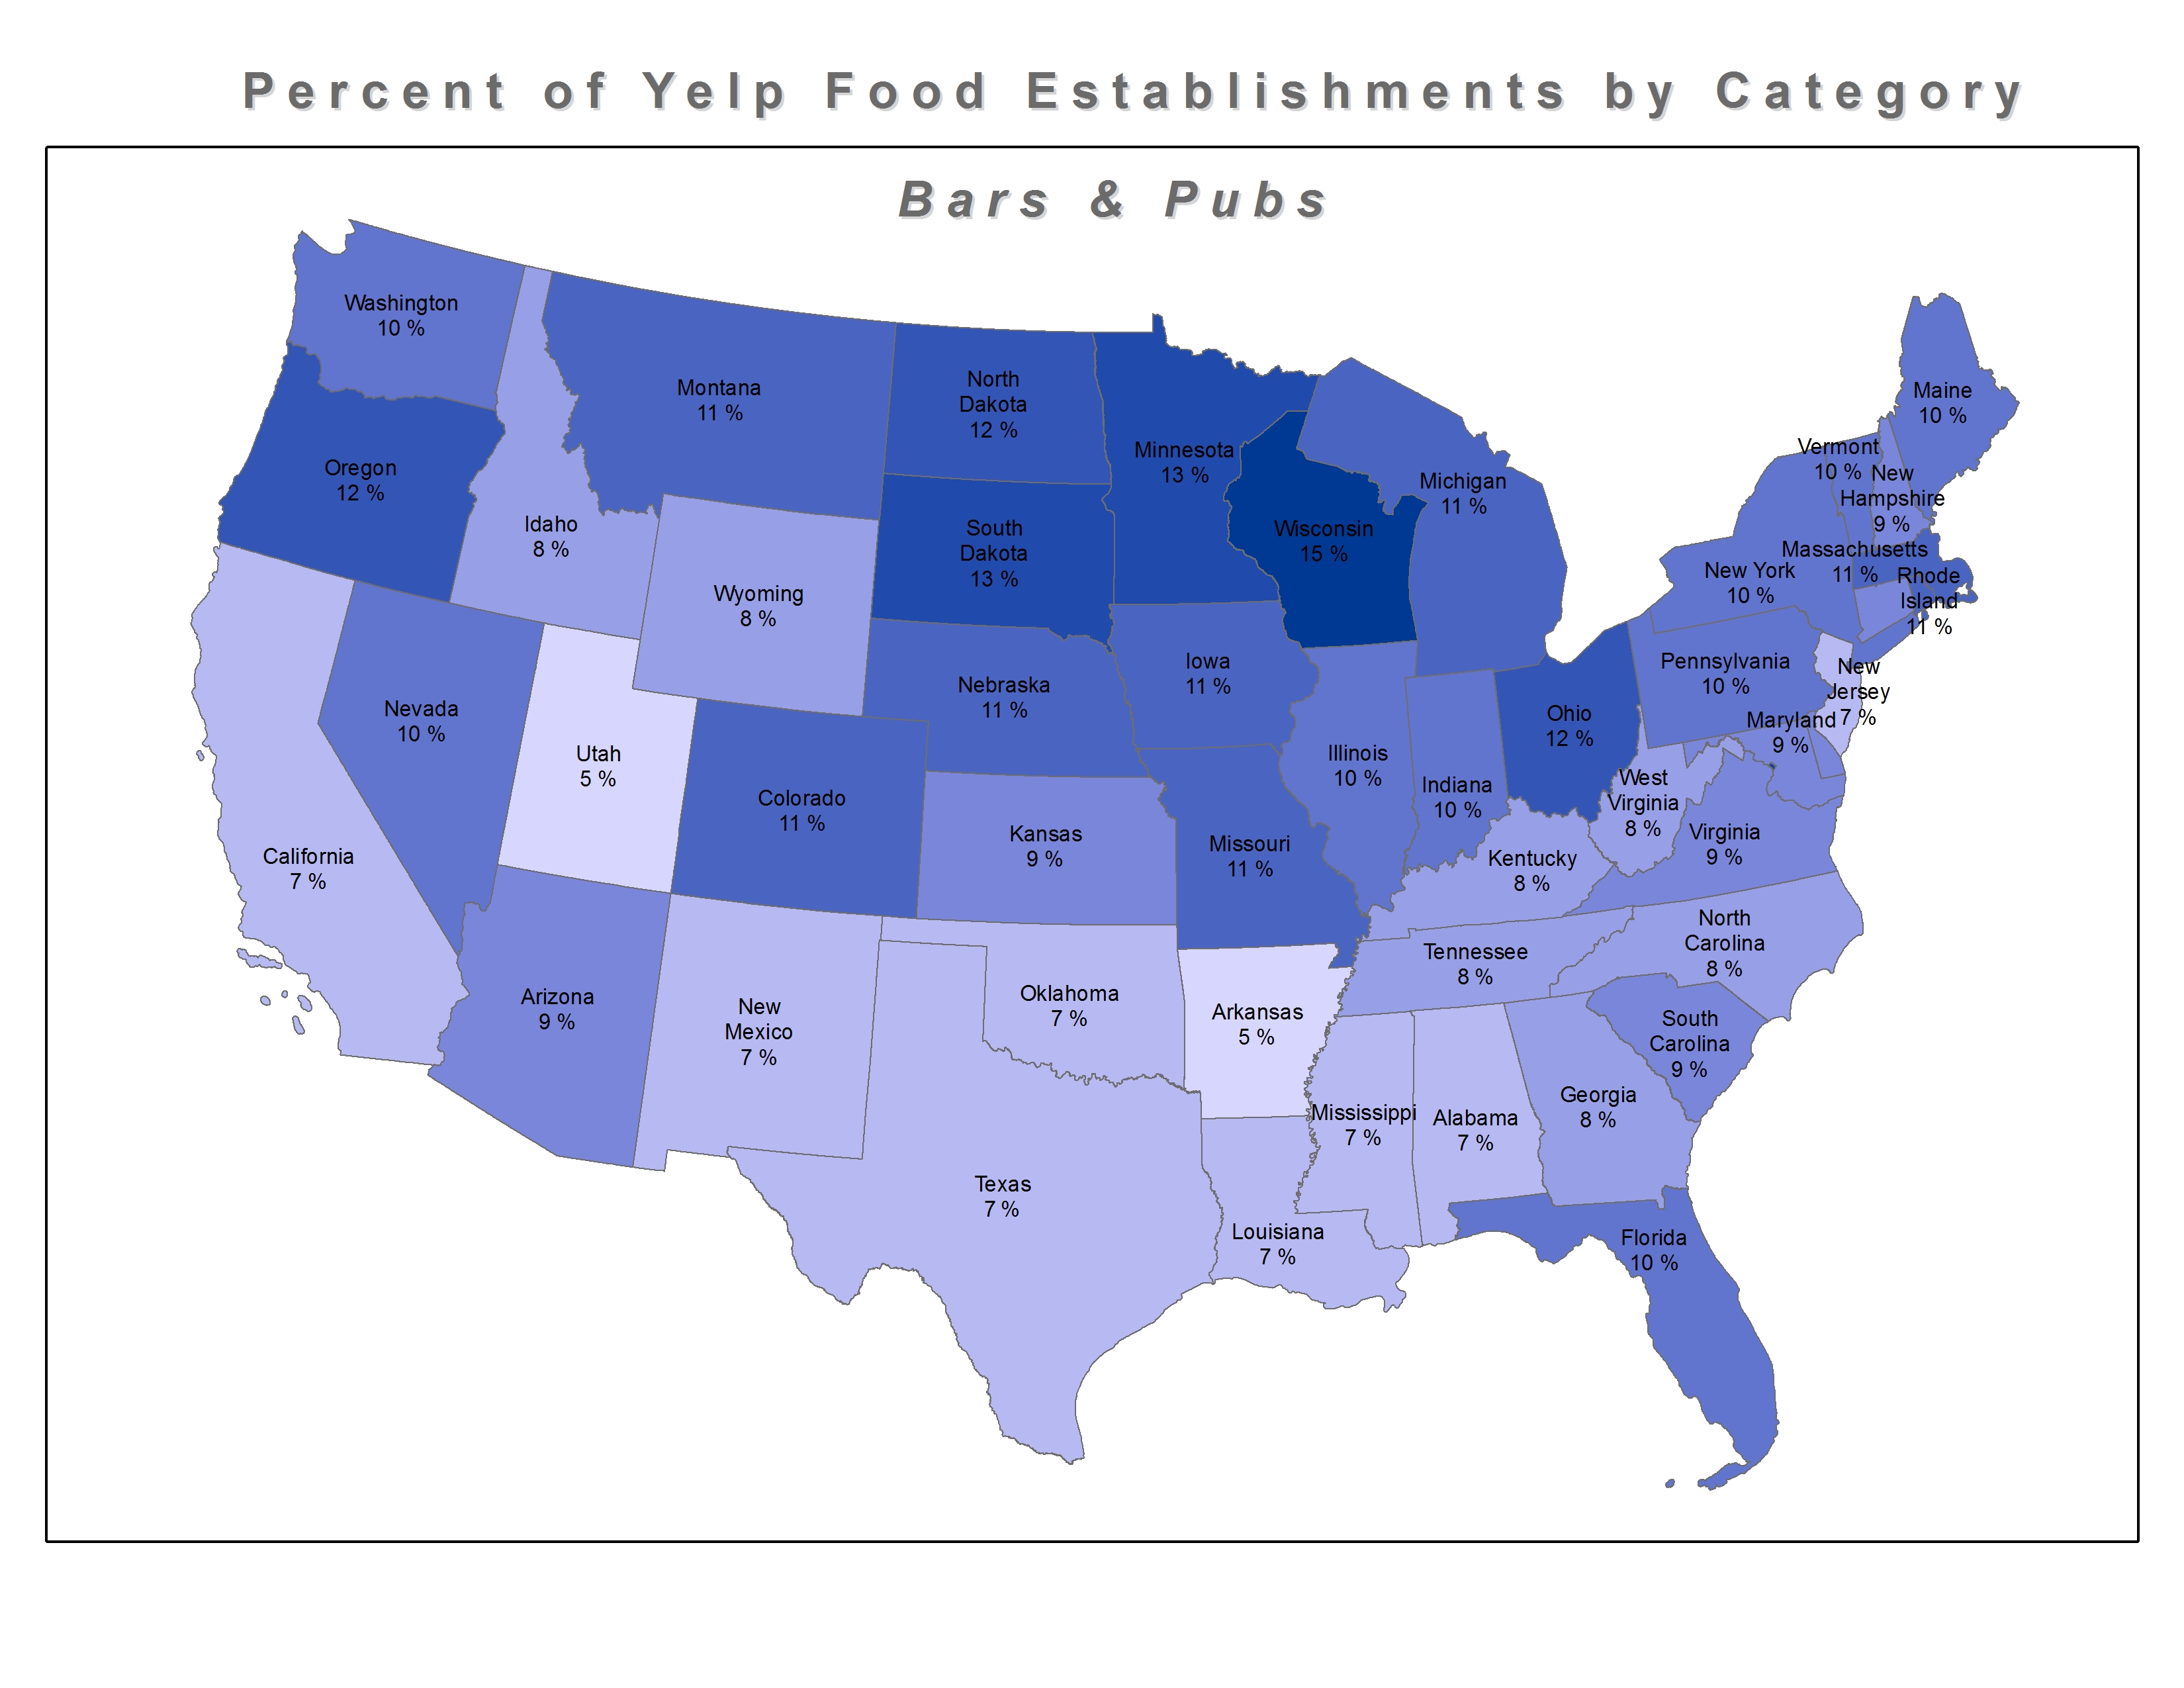 Percent of Yelp Food Establishments by Category
Bars & Pubs
Washington
10 %
Montana
11 %
North
Dakota
12 %
Minnesota
13 %
Maine
10 %
Vermont
10 %
New
Hampshire
9 %
Oregon
12 %
Idaho
8 %
South
Dakota
13 %
Wisconsin
15 %
Michigan
11 %
Massachusetts
11 %
Rhode
Island
11 %
New York
10 %
Wyoming
8 %
Nebraska
11 %
Iowa
11 %
Pennsylvania
10 %
New
Jersey
7 %
Maryland
9 %
Nevada
10 %
Utah
5 %
Colorado
11 %
Kansas
9 %
Missouri
11 %
Illinois
10 %
Indiana
10 %
Ohio
12 %
West
Virginia
8 %
Virginia
9 %
Kentucky
8 %
California
7 %
Arizona
9 %
New
Mexico
7 %
Oklahoma
7 %
Arkansas
5 %
Tennessee
8 %
North
Carolina
8 %
South
Carolina
9 %
Texas
7 %
Louisiana
7 %
Mississippi
7 %
Alabama
7 %
Georgia
8 %
Florida
10 %